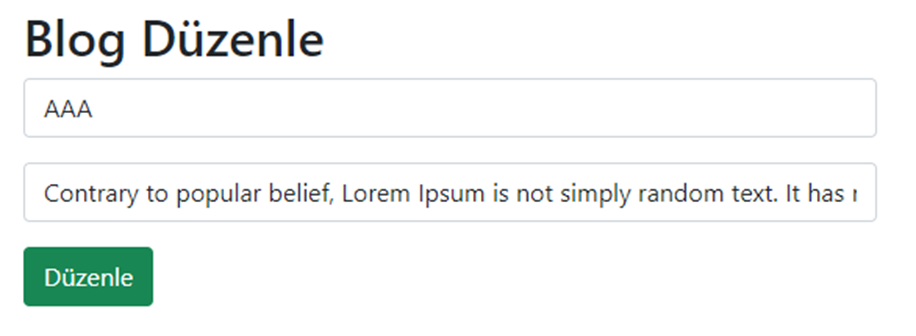 Blog Düzenle
AAA
Contrary to popular belief, Lorem Ipsum is not simply random text. It has
Düzenle